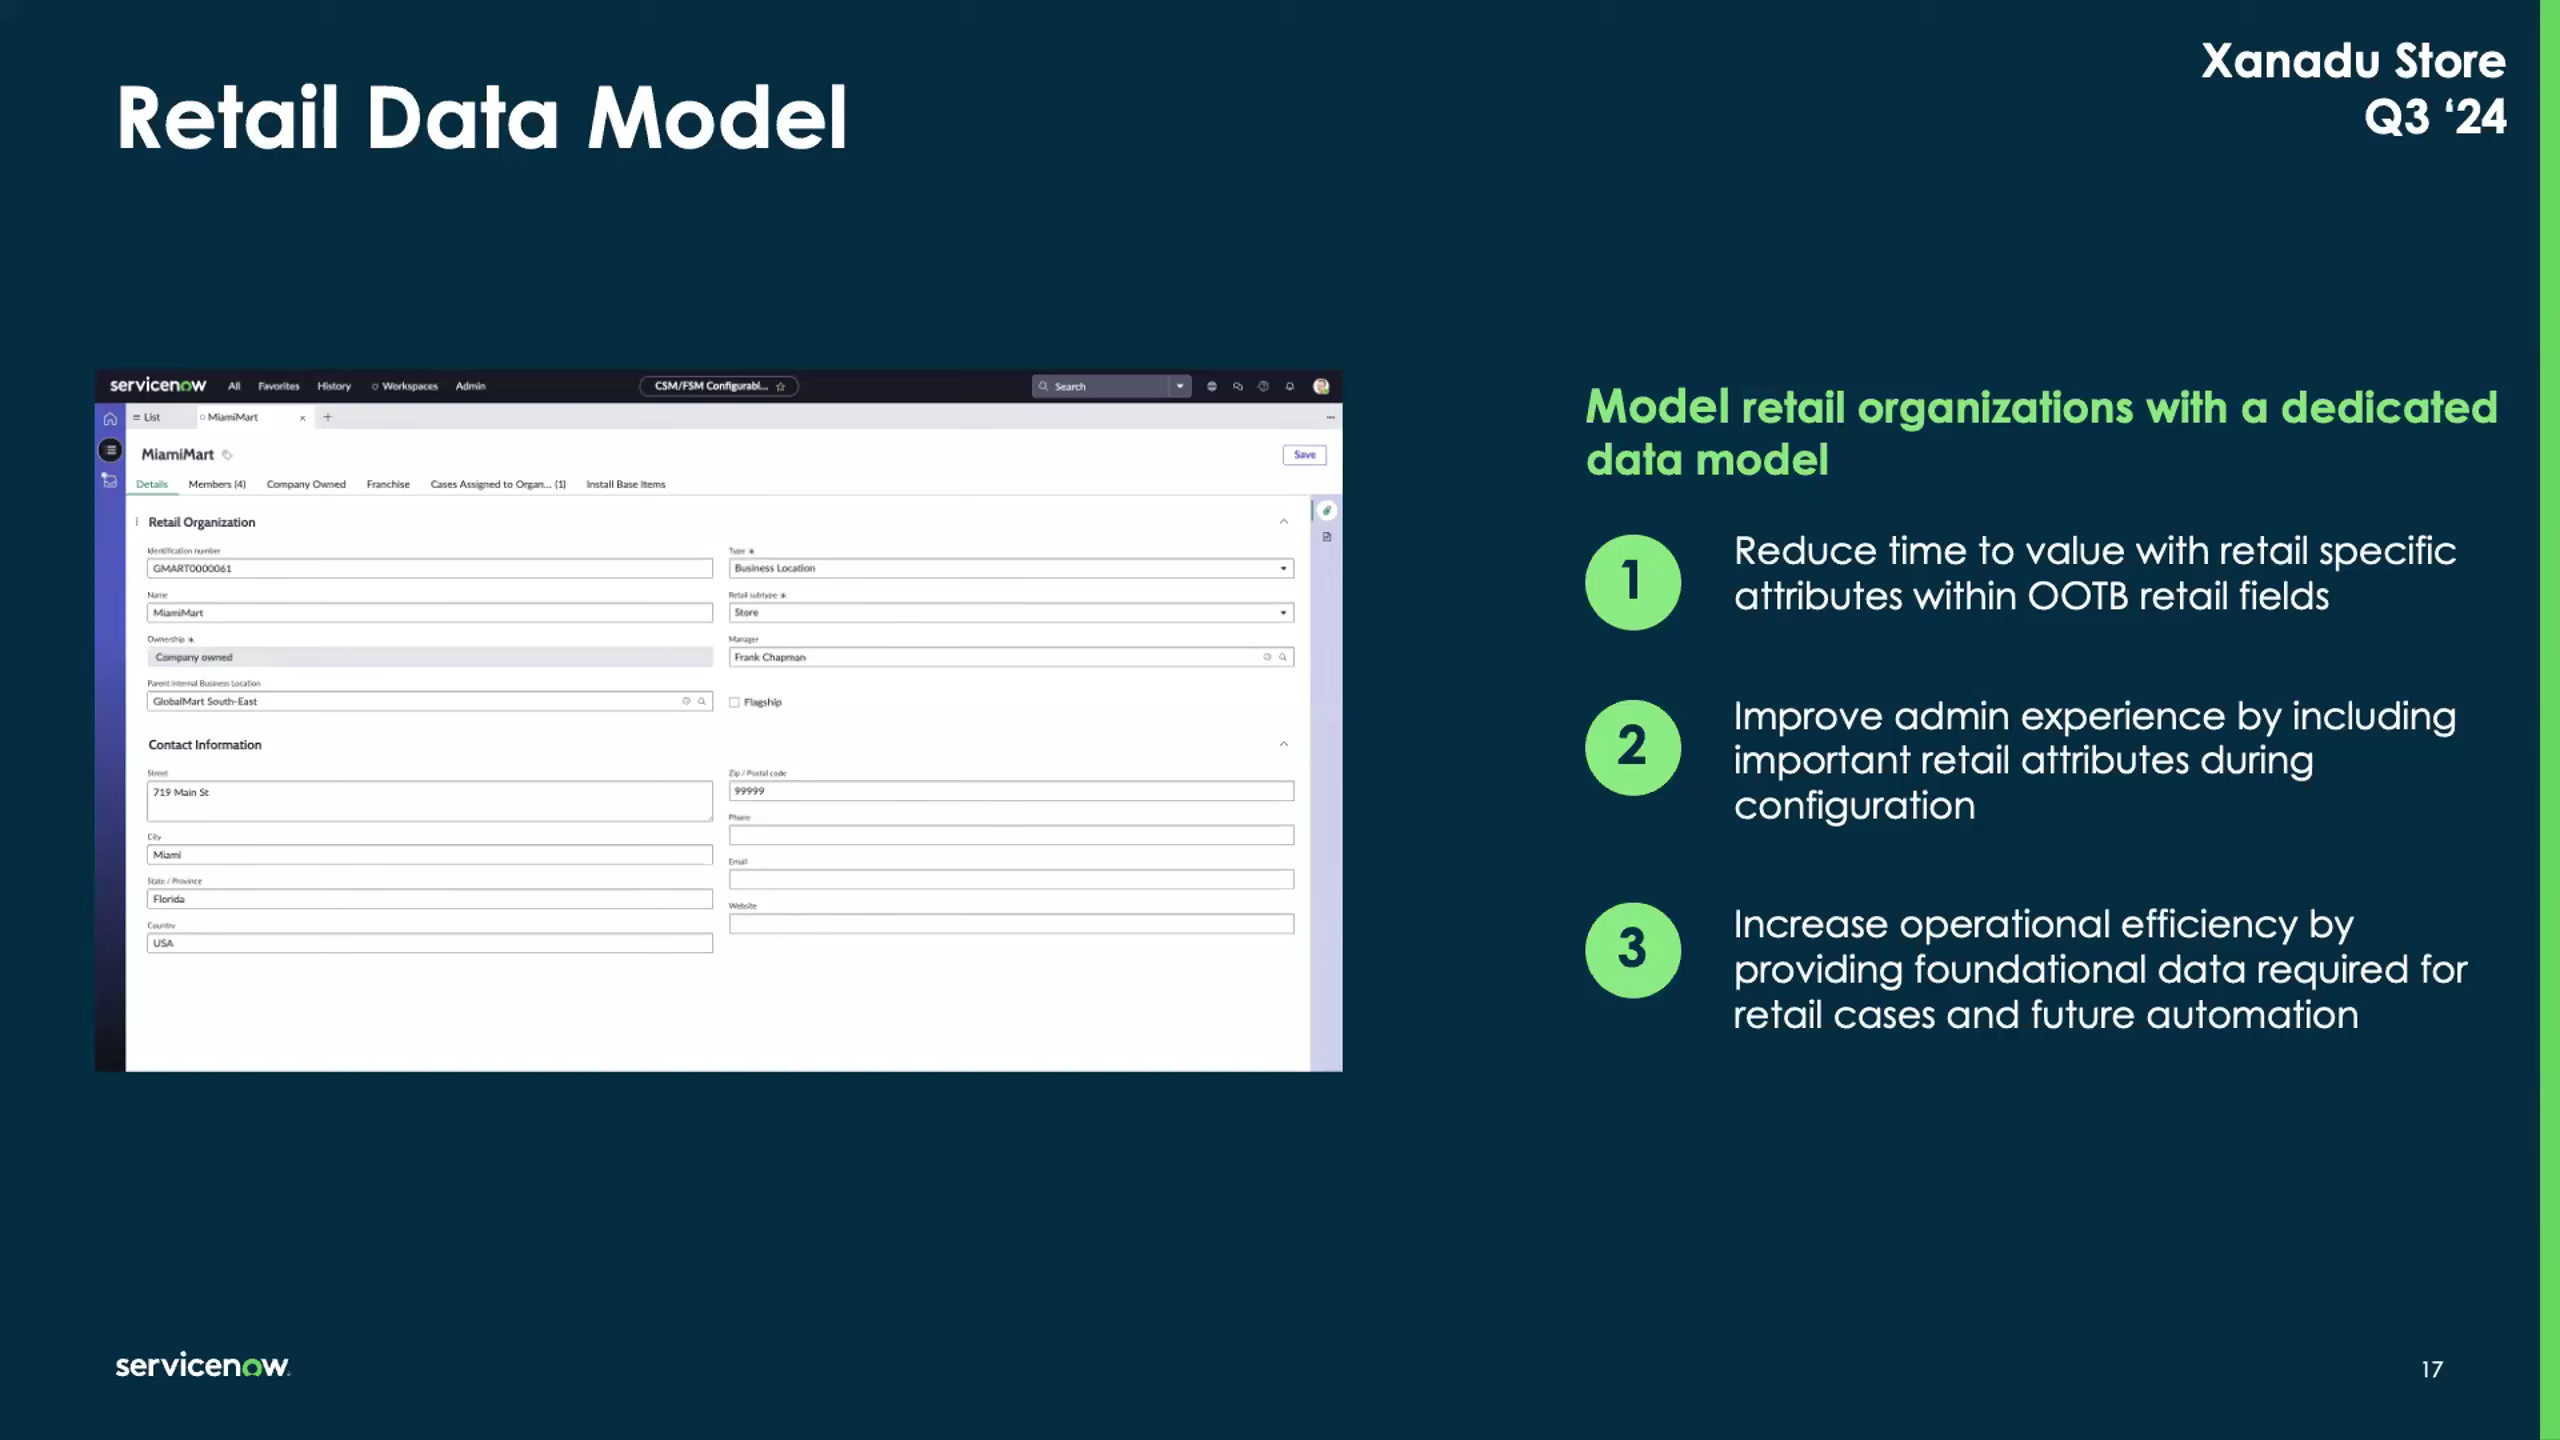 Xanadu Store
Q3 ‘24
Retail Data Model
servicenow All Favorites History Workspaces Admin CSM/FSM Configurabl... Search
List MiamiMart × +
MiamiMart Save
Details Members (4) Company Owned Franchise Cases Assigned to Organ... (1) Install Base Items
Retail Organization
Identification number Type *
GMART0000061 Business Location
Name Retail subtype *
MiamiMart Store
Ownership * Manager
Company owned Frank Chapman
Parent Internal Business Location
GlobalMart South-East Flagship
Contact Information
Street Zip / Postal code
719 Main St 99999
Phone
City
Miami
Email
State / Province
Florida
Website
Country
USA
Model retail organizations with a dedicated
data model
1 Reduce time to value with retail specific
attributes within OOTB retail fields
2 Improve admin experience by including
important retail attributes during
configuration
3 Increase operational efficiency by
providing foundational data required for
retail cases and future automation
servicenow.
17